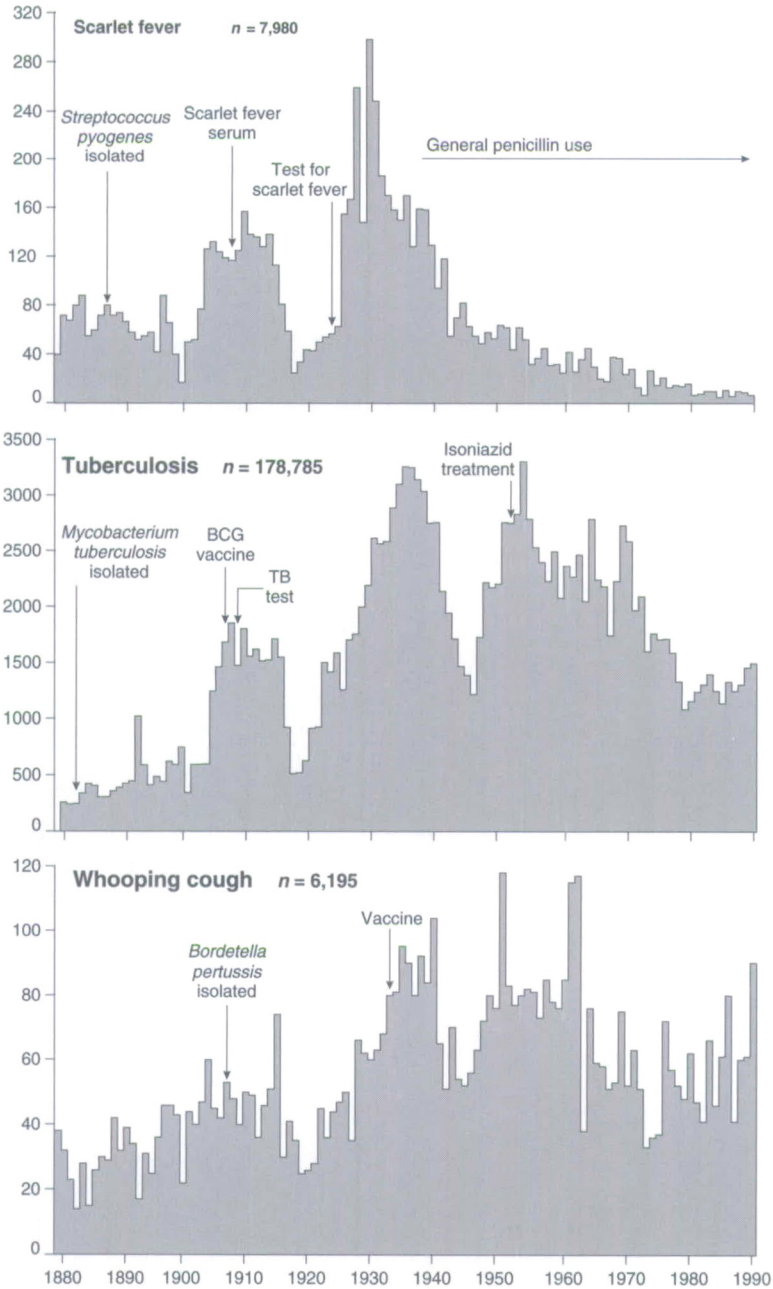 320
Scarlet fever n = 7,980
280
240
Streptococcus
pyogenes
isolated
Scarlet fever
serum
General penicillin use
200
Test for
scarlet fever
160
120
80
40
0
3500
Tuberculosis n = 178,785
Isoniazid
treatment
3000
Mycobacterium
tuberculosis
isolated
BCG
vaccine
2500
TB
test
2000
1500
1000
500
0
120
Whooping cough n = 6,195
Vaccine
100
Bordetella
pertussis
isolated
80
60
40
20
0
1880 1890 1900 1910 1920 1930 1940 1950 1960 1970 1980 1990